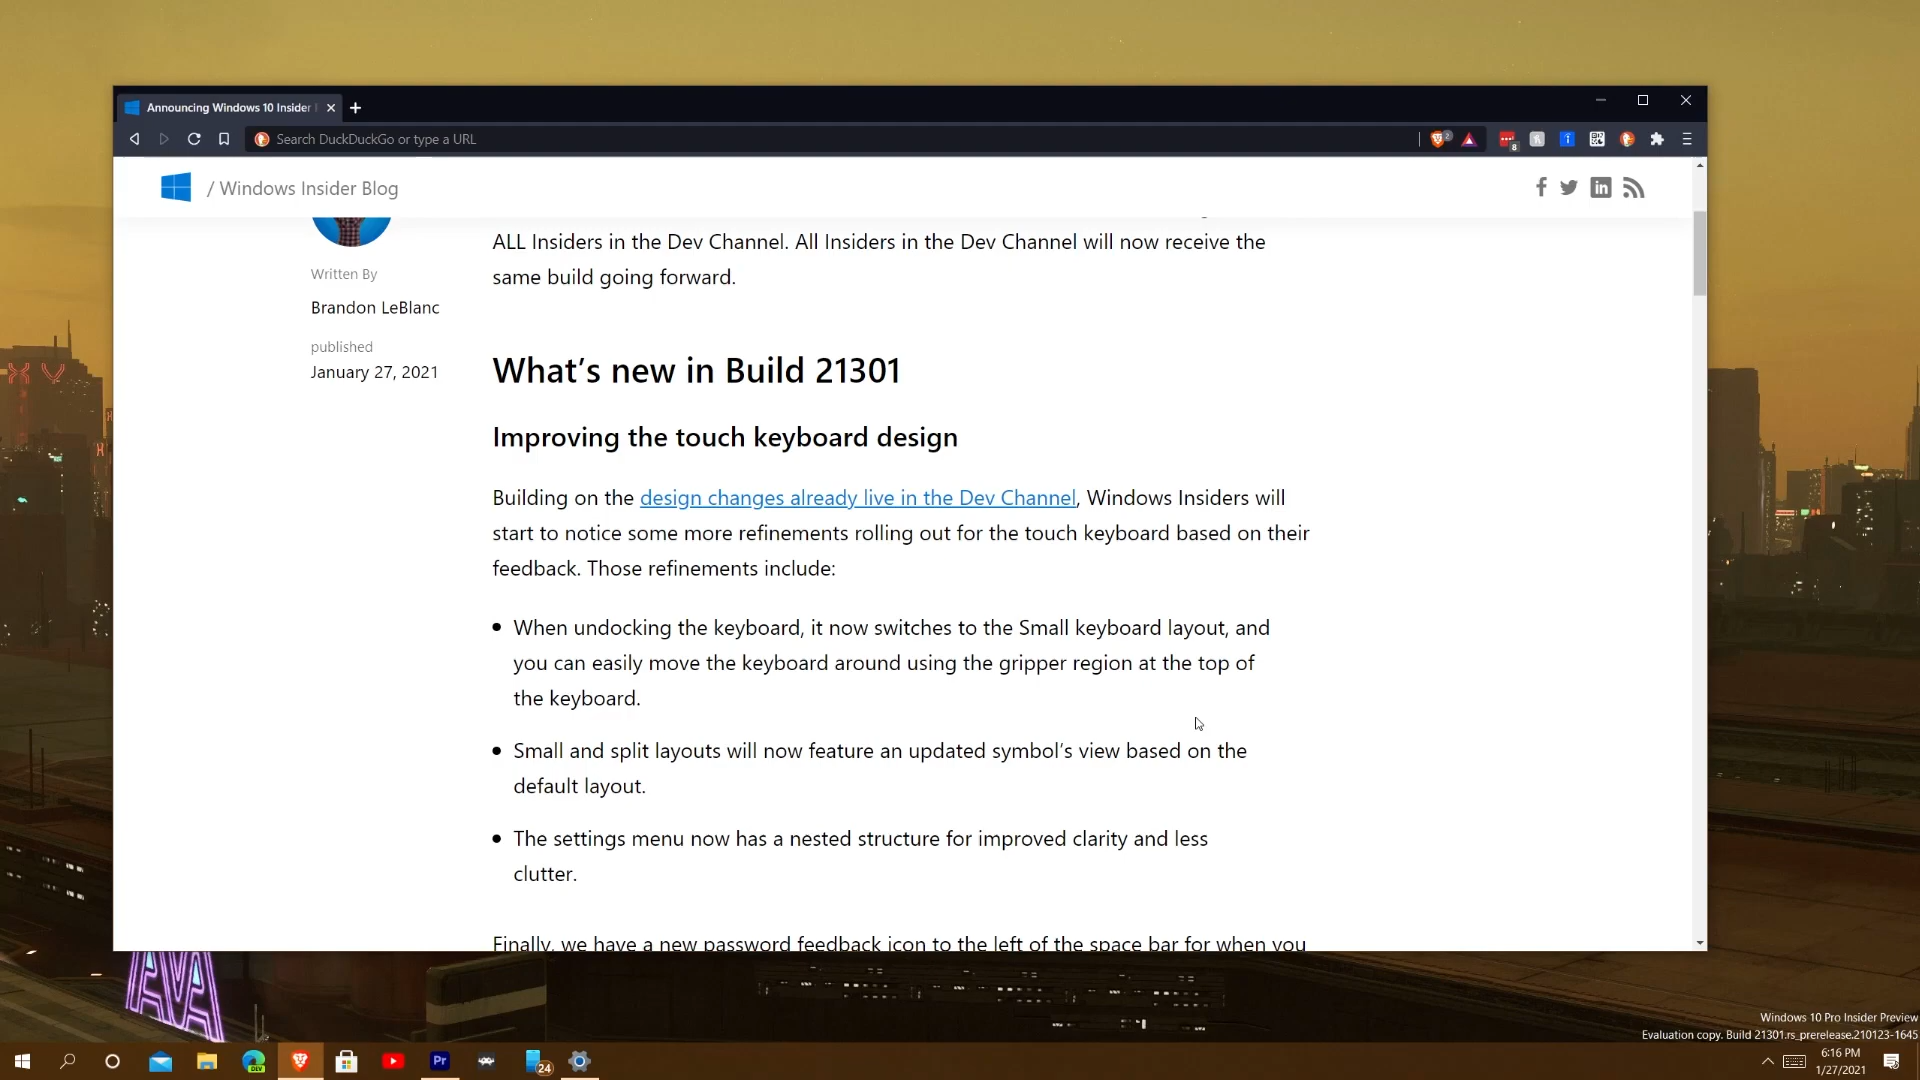 Announcing Windows 10 Insider
Search DuckDuckGo or type a URL
2
8
/ Windows Insider Blog
ALL Insiders in the Dev Channel. All Insiders in the Dev Channel will now receive the
same build going forward.
Written By
Brandon LeBlanc
published
January 27, 2021
What’s new in Build 21301
Improving the touch keyboard design
Building on the design changes already live in the Dev Channel, Windows Insiders will
start to notice some more refinements rolling out for the touch keyboard based on their
feedback. Those refinements include:
• When undocking the keyboard, it now switches to the Small keyboard layout, and
you can easily move the keyboard around using the gripper region at the top of
the keyboard.
• Small and split layouts will now feature an updated symbol’s view based on the
default layout.
• The settings menu now has a nested structure for improved clarity and less
clutter.
Finally, we have a new password feedback icon to the left of the space bar for when you
Windows 10 Pro Insider Preview
Evaluation copy. Build 21301.rs_prerelease.210123-1645
DEV
Pr
24
6:16 PM
1/27/2021